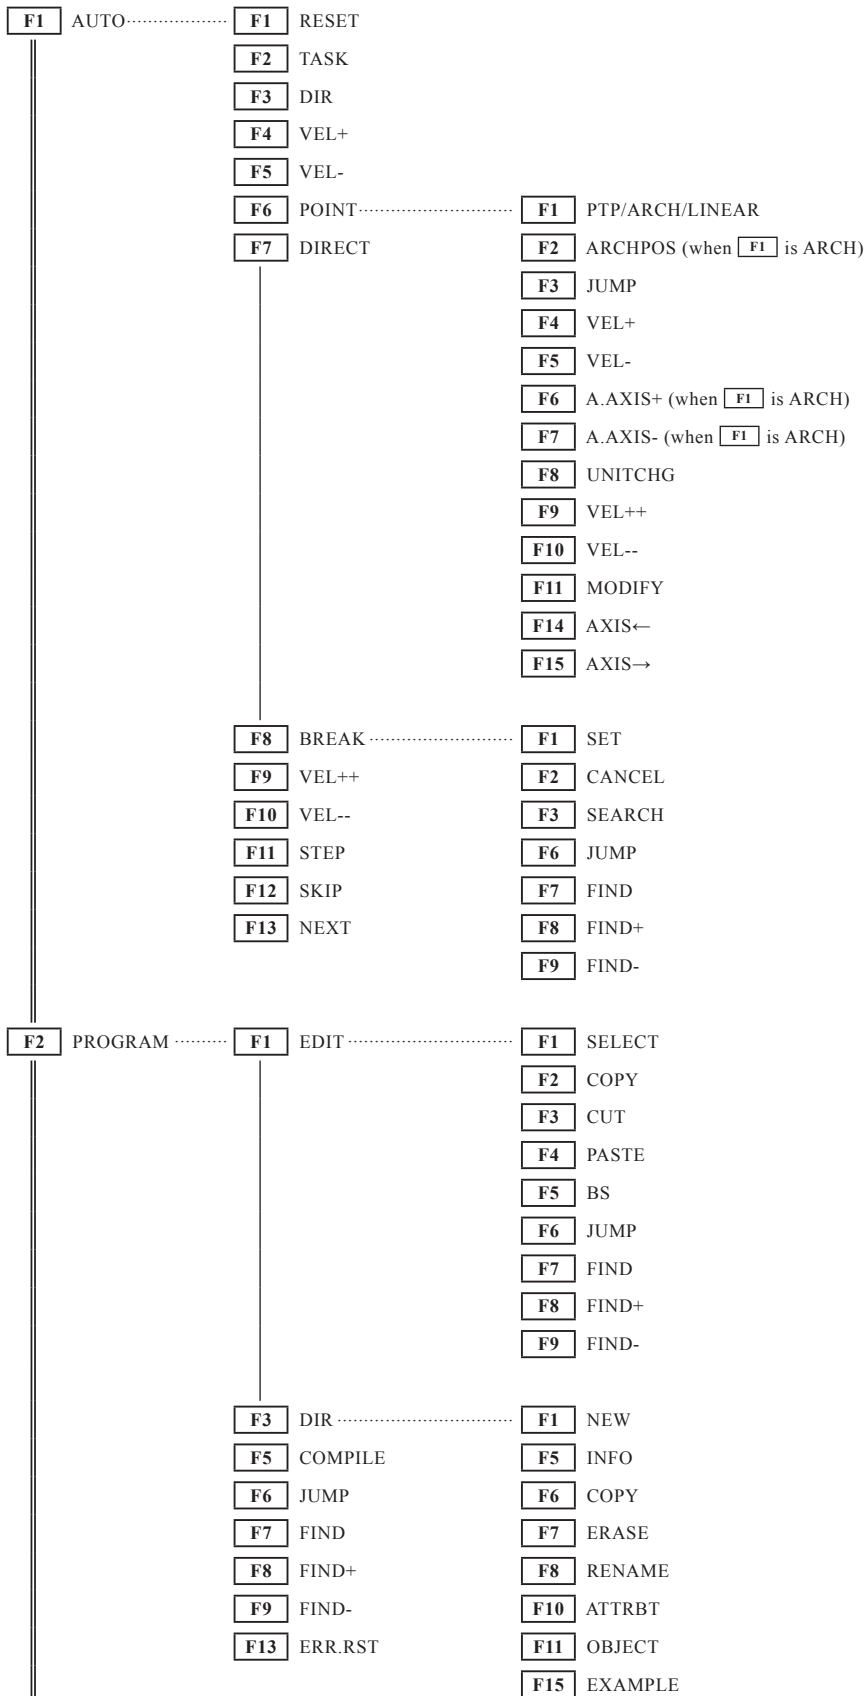 F1 AUTO F1 RESET
F2 TASK
F3 DIR
F4 VEL+
F5 VEL-
F6 POINT F1 PTP/ARCH/LINEAR
F7 DIRECT F2 ARCHPOS (when F1 is ARCH)
F3 JUMP
F4 VEL+
F5 VEL-
F6 A.AXIS+ (when F1 is ARCH)
F7 A.AXIS- (when F1 is ARCH)
F8 UNITCHG
F9 VEL++
F10 VEL--
F11 MODIFY
F14 AXIS←
F15 AXIS→
F8 BREAK F1 SET
F9 VEL++ F2 CANCEL
F10 VEL-- F3 SEARCH
F11 STEP F6 JUMP
F12 SKIP F7 FIND
F13 NEXT F8 FIND+
F9 FIND-
F2 PROGRAM F1 EDIT F1 SELECT
F2 COPY
F3 CUT
F4 PASTE
F5 BS
F6 JUMP
F7 FIND
F8 FIND+
F9 FIND-
F3 DIR F1 NEW
F5 COMPILE F5 INFO
F6 JUMP F6 COPY
F7 FIND F7 ERASE
F8 FIND+ F8 RENAME
F9 FIND- F10 ATTRBT
F13 ERR.RST F11 OBJECT
F15 EXAMPLE